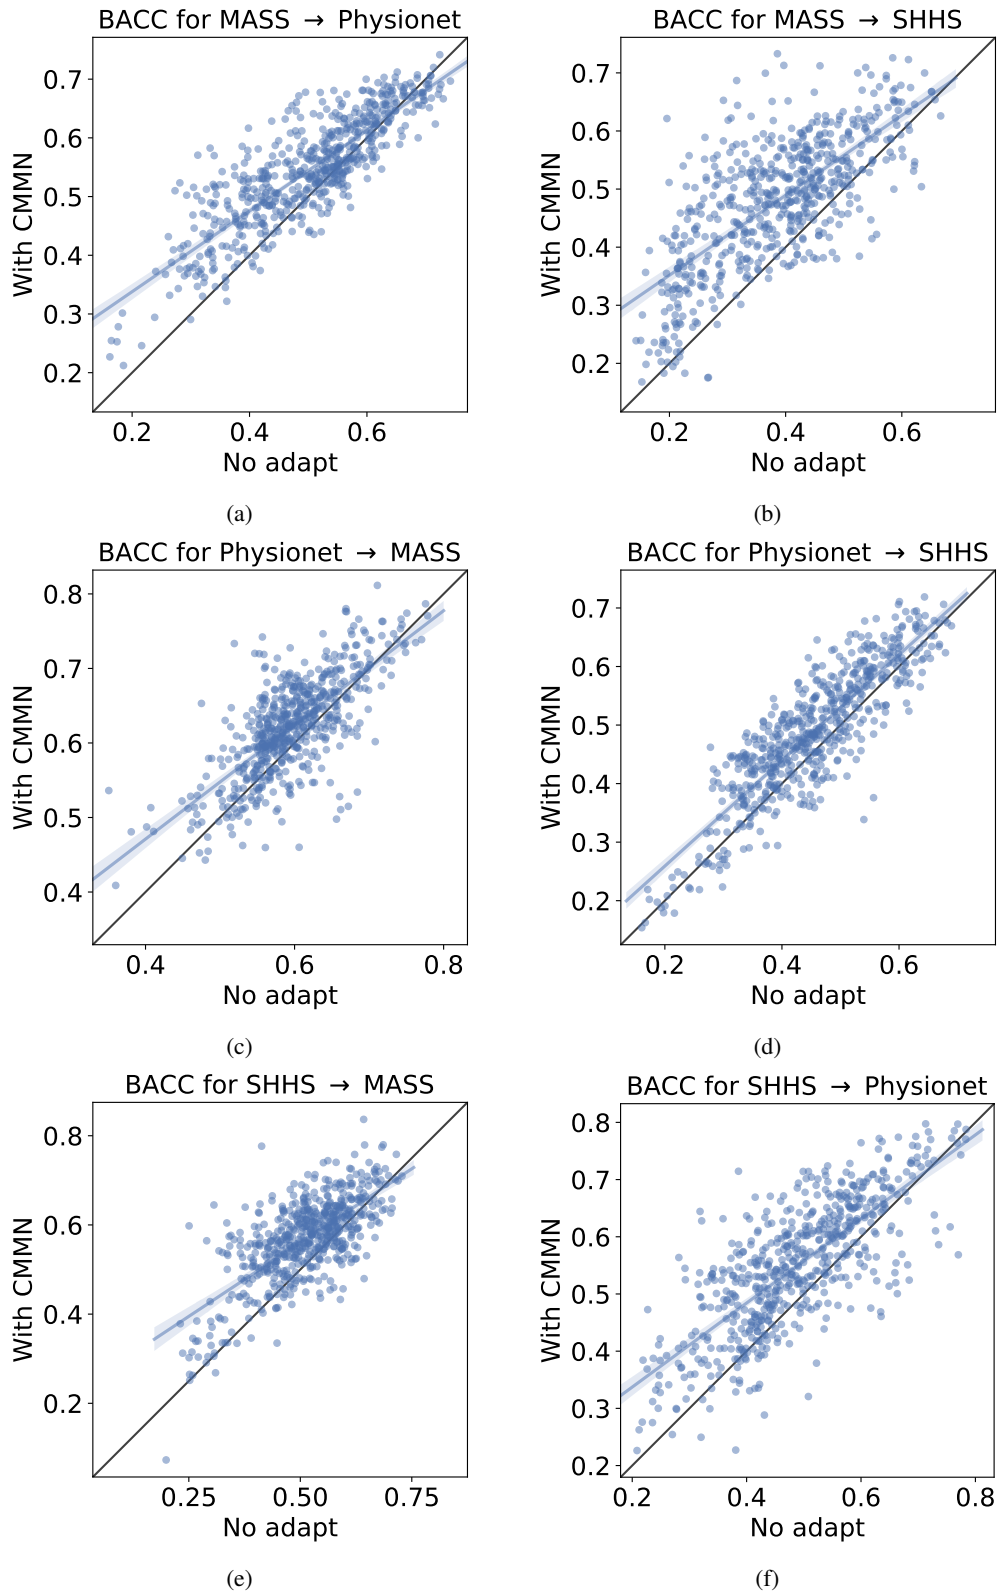 BACC for MASS → Physionet
With CMMN
0.7
0.6
0.5
0.4
0.3
0.2
0.2 0.4 0.6
No adapt
(a)
BACC for MASS → SHHS
With CMMN
0.7
0.6
0.5
0.4
0.3
0.2
0.2 0.4 0.6
No adapt
(b)
BACC for Physionet → MASS
With CMMN
0.8
0.7
0.6
0.5
0.4
0.4 0.6 0.8
No adapt
(c)
BACC for Physionet → SHHS
With CMMN
0.7
0.6
0.5
0.4
0.3
0.2
0.2 0.4 0.6
No adapt
(d)
BACC for SHHS → MASS
With CMMN
0.8
0.6
0.4
0.2
0.25 0.50 0.75
No adapt
(e)
BACC for SHHS → Physionet
With CMMN
0.8
0.7
0.6
0.5
0.4
0.3
0.2
0.2 0.4 0.6 0.8
No adapt
(f)